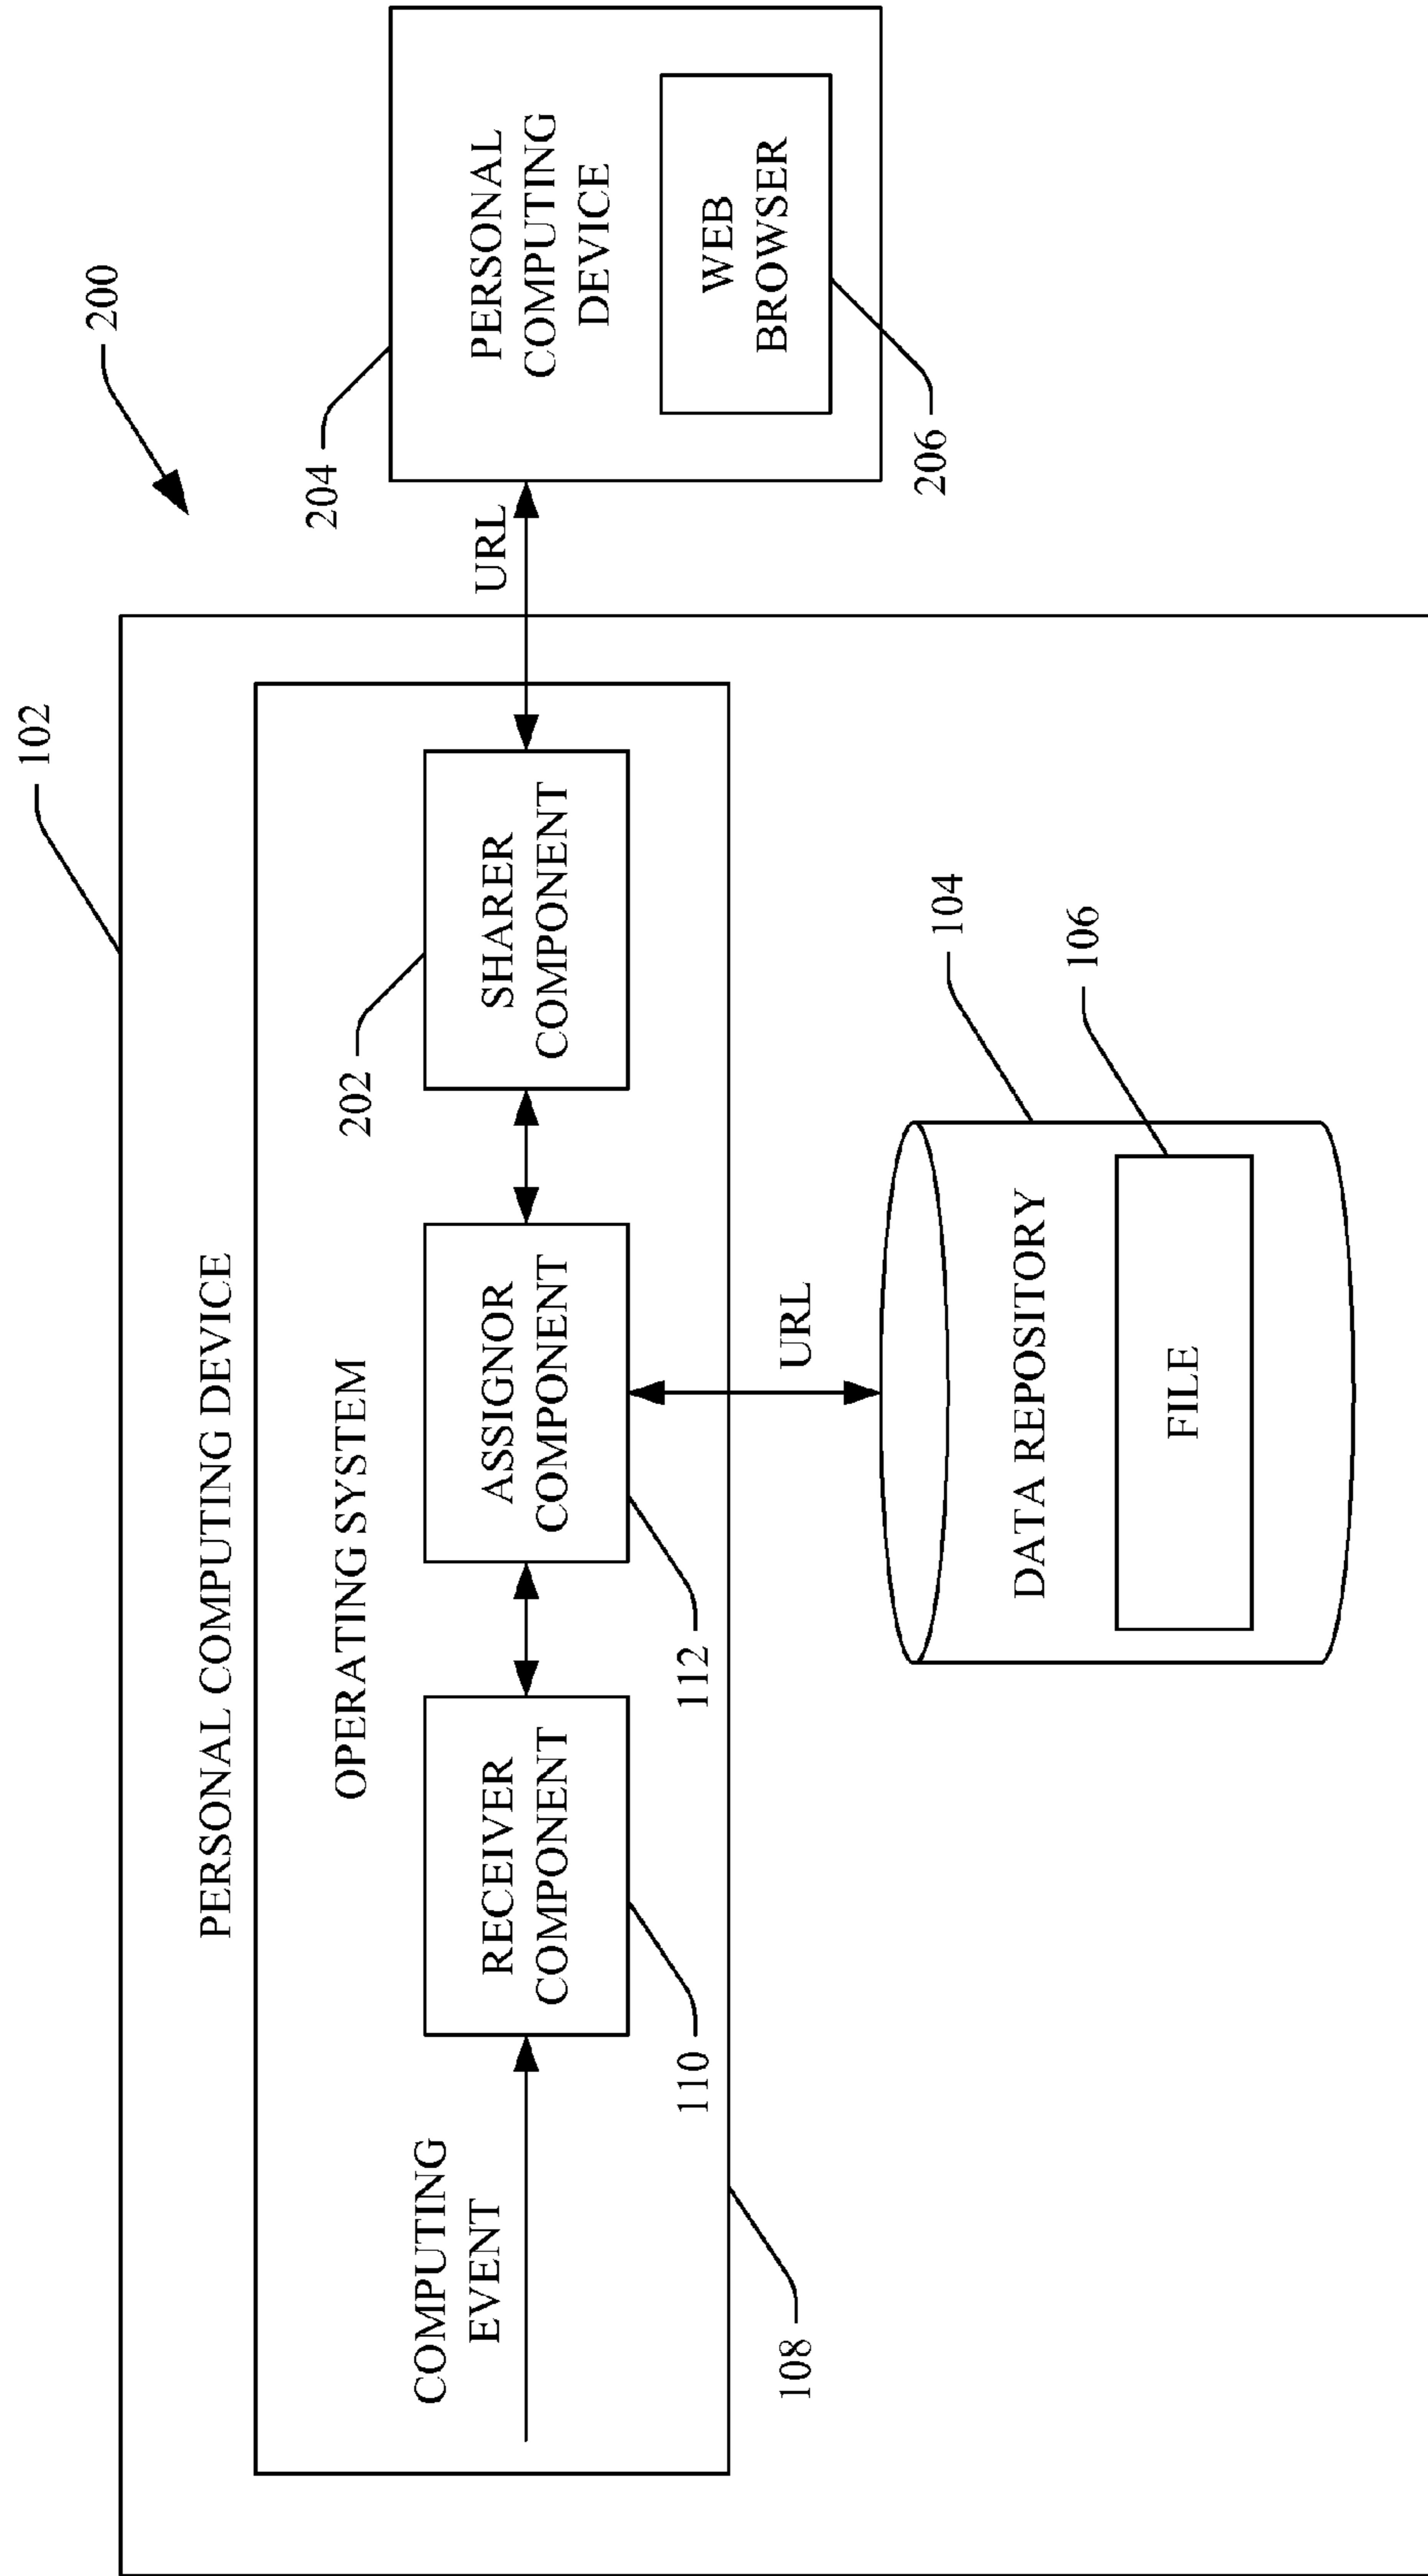 200
102
PERSONAL COMPUTING DEVICE
OPERATING SYSTEM
COMPUTING
EVENT
RECEIVER
COMPONENT
110
ASSIGNOR
COMPONENT
112
SHARER
COMPONENT
202
108
URL
204
PERSONAL
COMPUTING
DEVICE
WEB
BROWSER
206
URL
DATA REPOSITORY
FILE
104
106